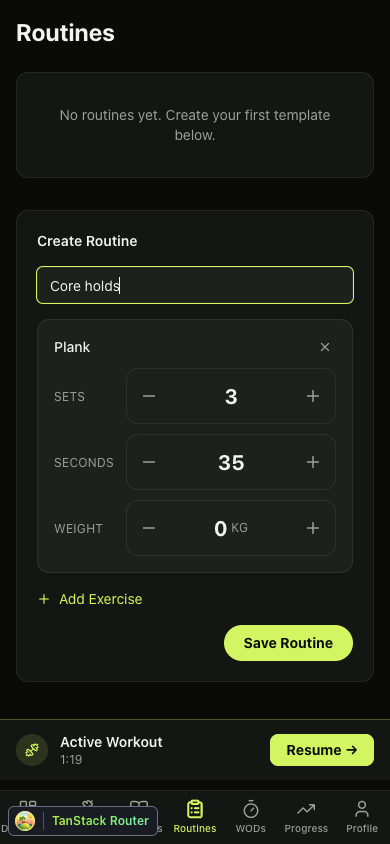 Routines
No routines yet. Create your first template
below.
Create Routine
Core holds
Plank
SETS
3
SECONDS
35
WEIGHT
0 KG
Add Exercise
Save Routine
Active Workout
1:19
Resume →
TanStack Router
Routines
WODs
Progress
Profile